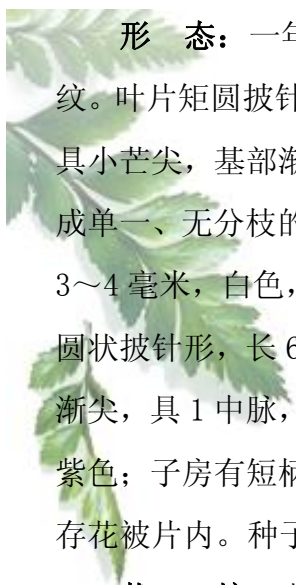 形 态：一年
纹。叶片矩圆披针
具小芒尖，基部渐
成单一、无分枝的
3～4 毫米，白色，
圆状披针形，长 6
渐尖，具 1 中脉，
紫色；子房有短柄
存花被片内。种子